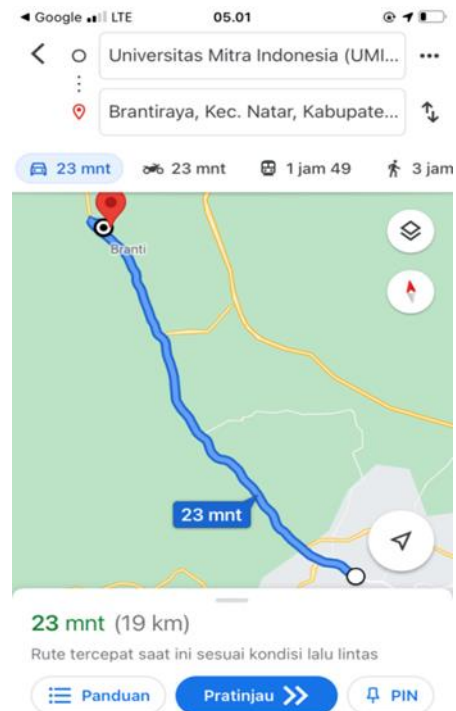 Google LTE 05.01
Universitas Mitra Indonesia (UMI...
Brantiraya, Kec. Natar, Kabupate...
23 mnt 23 mnt 1 jam 49 3 jam
Branti
23 mnt
23 mnt (19 km)
Rute tercepat saat ini sesuai kondisi lalu lintas
Panduan Pratinjau PIN